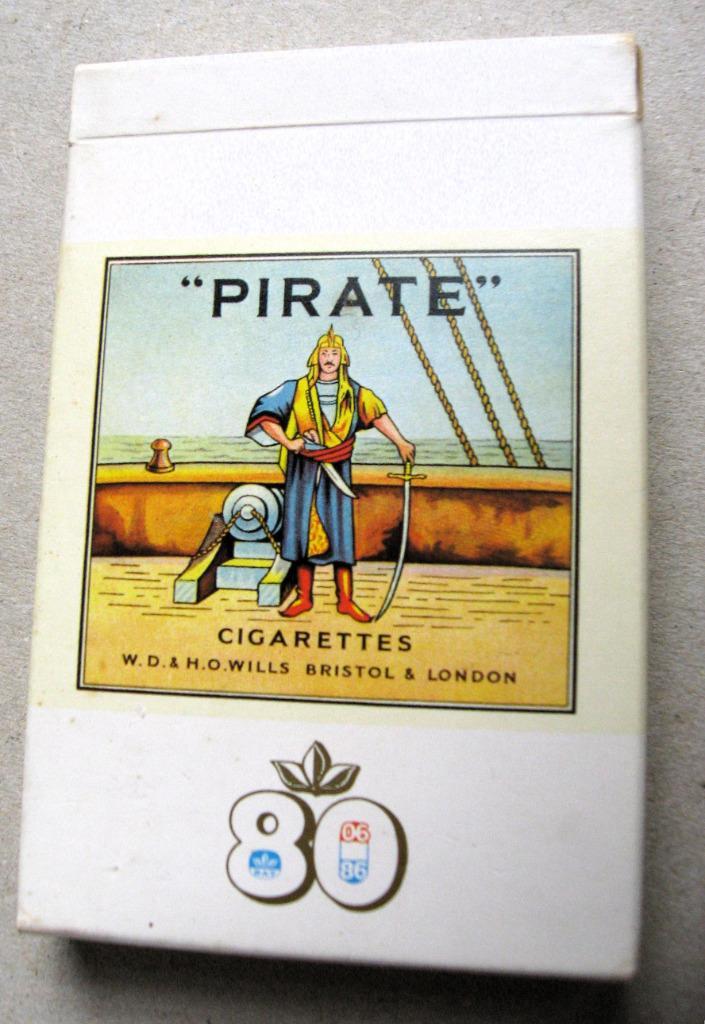 "PIRATE"
CIGARETTES
W.D. & H.O. WILLS BRISTOL & LONDON
80
06
86